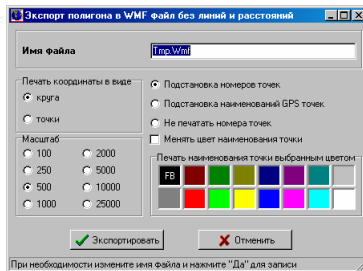 Экспорт полигона в WMF файл без линий и расстояний
Имя файла
Tmp.Wmf
Печать координаты в виде
круга
точки
Масштаб
100
2000
250
5000
500
10000
1000
25000
Подстановка номеров точек
Подстановка наименований GPS точек
Не печатать номера точек
Менять цвет наименования точки
Печать наименования точки выбранным цветом
FB
Экспортировать
Отменить
При необходимости измените имя файла и нажмите "Да" для записи